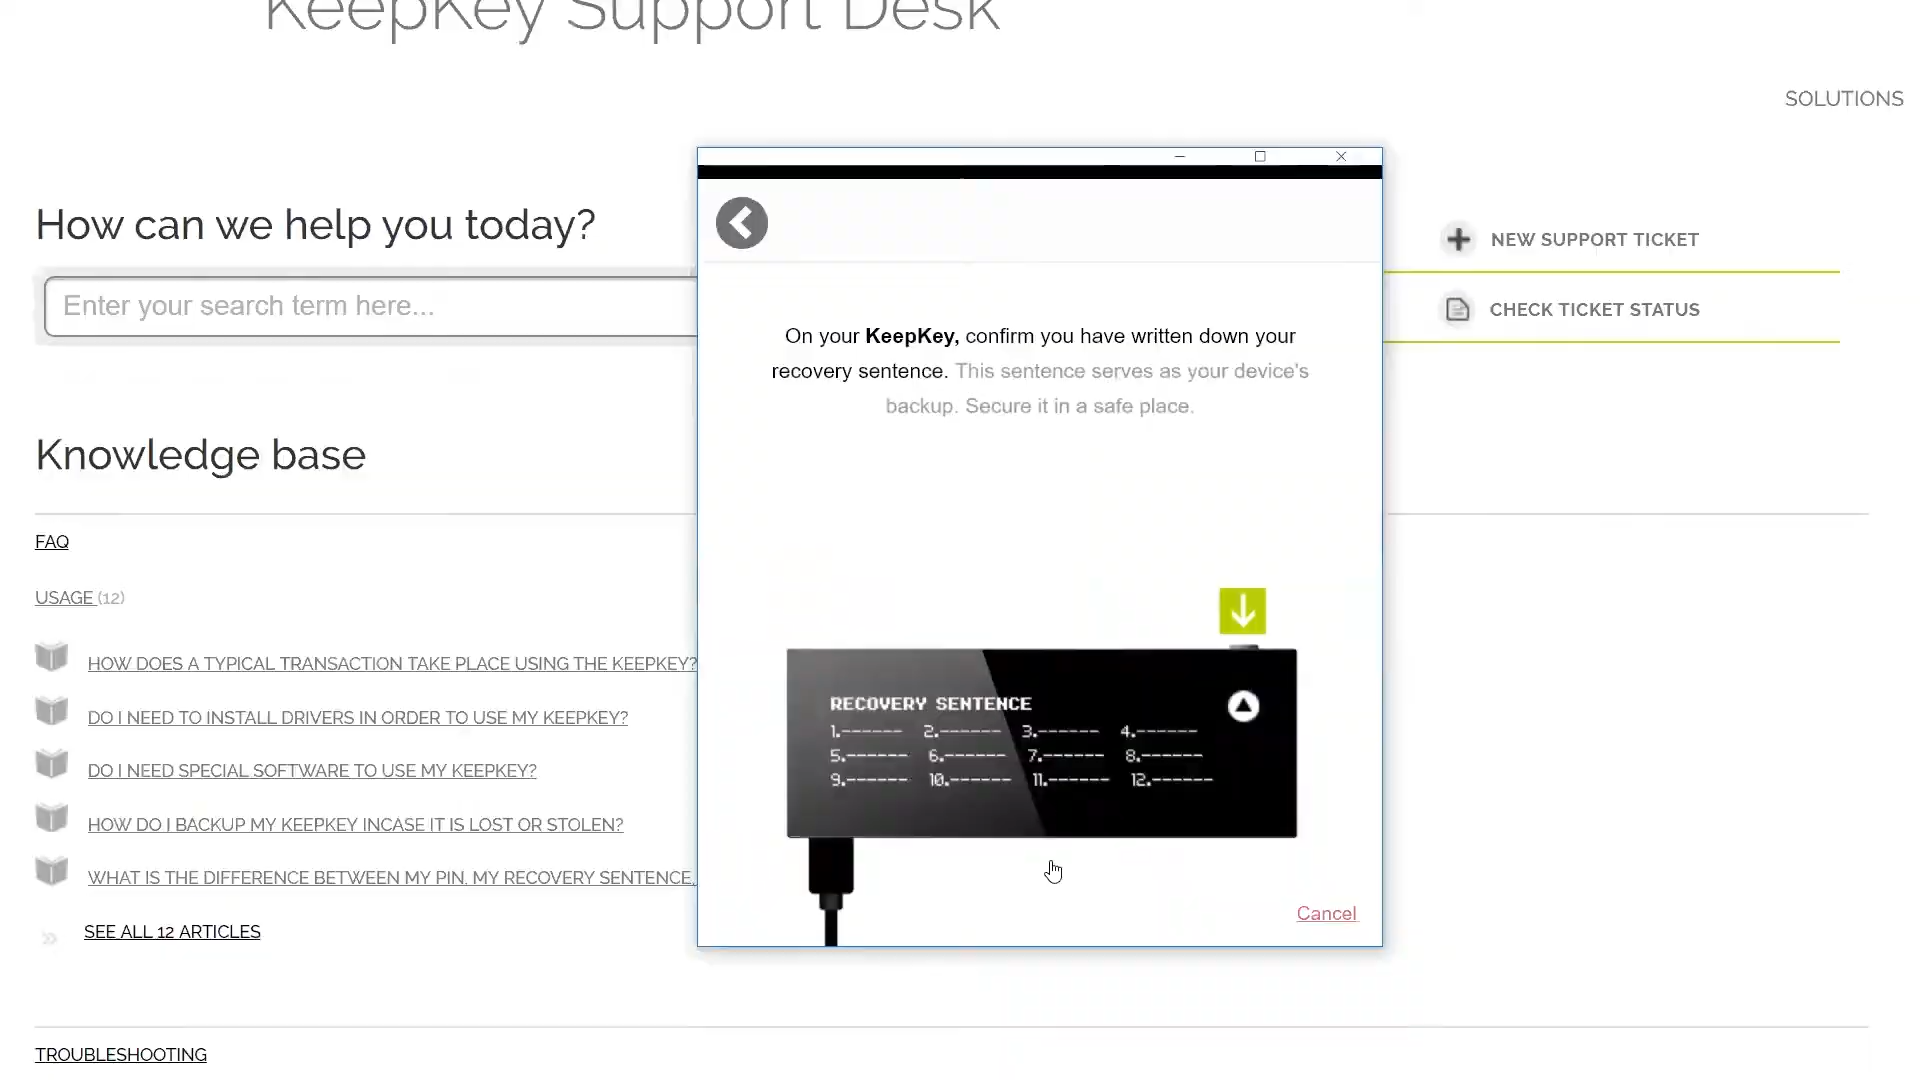 KeepKey Support Desk
SOLUTIONS
How can we help you today?
Enter your search term here...
NEW SUPPORT TICKET
CHECK TICKET STATUS
Knowledge base
FAQ
USAGE (12)
HOW DOES A TYPICAL TRANSACTION TAKE PLACE USING THE KEEPKEY?
DO I NEED TO INSTALL DRIVERS IN ORDER TO USE MY KEEPKEY?
DO I NEED SPECIAL SOFTWARE TO USE MY KEEPKEY?
HOW DO I BACKUP MY KEEPKEY INCASE IT IS LOST OR STOLEN?
WHAT IS THE DIFFERENCE BETWEEN MY PIN, MY RECOVERY SENTENCE,
SEE ALL 12 ARTICLES
TROUBLESHOOTING
On your KeepKey, confirm you have written down your
recovery sentence. This sentence serves as your device's
backup. Secure it in a safe place.
RECOVERY SENTENCE
1.------ 2.------ 3.------ 4.------
5.------ 6.------ 7.------ 8.------
9.------ 10.------ 11.------ 12.------
Cancel